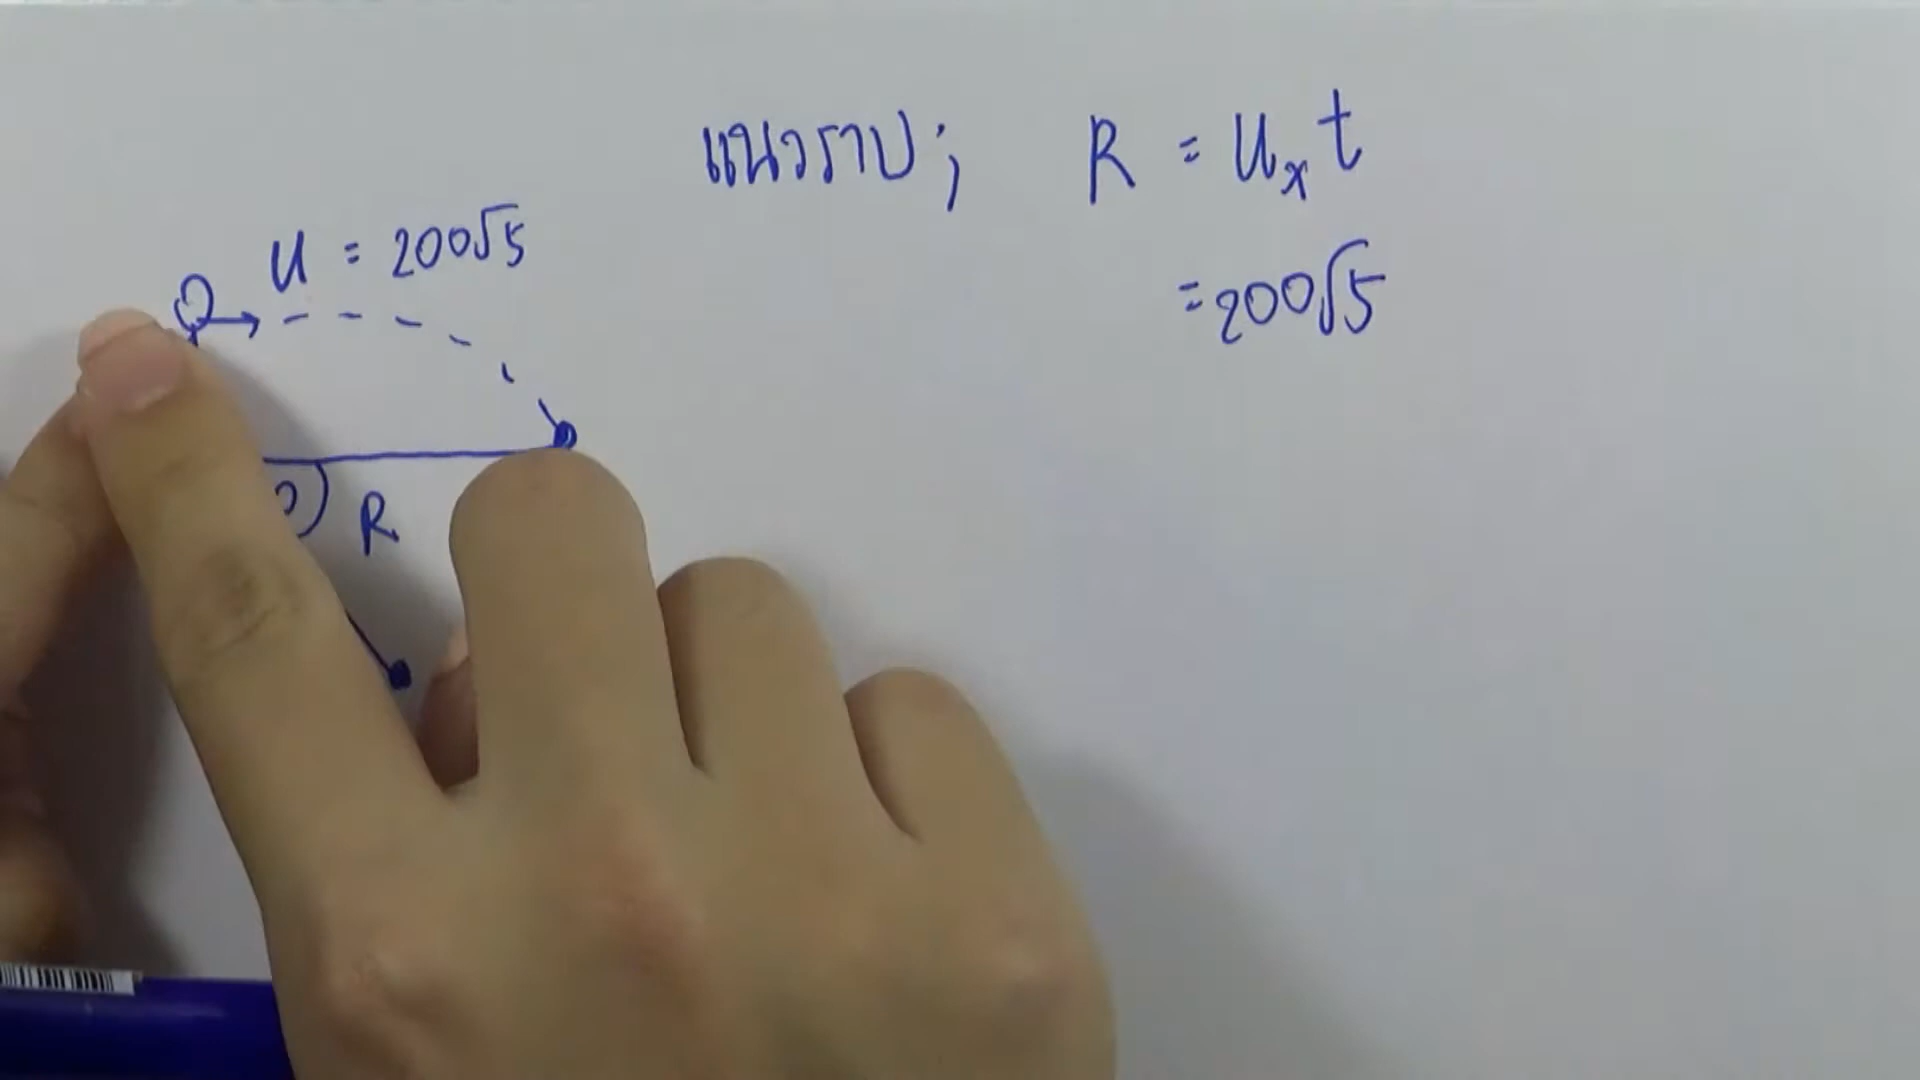 แนวราบ; R = uₓt
u = 200√5
= 200√5
R